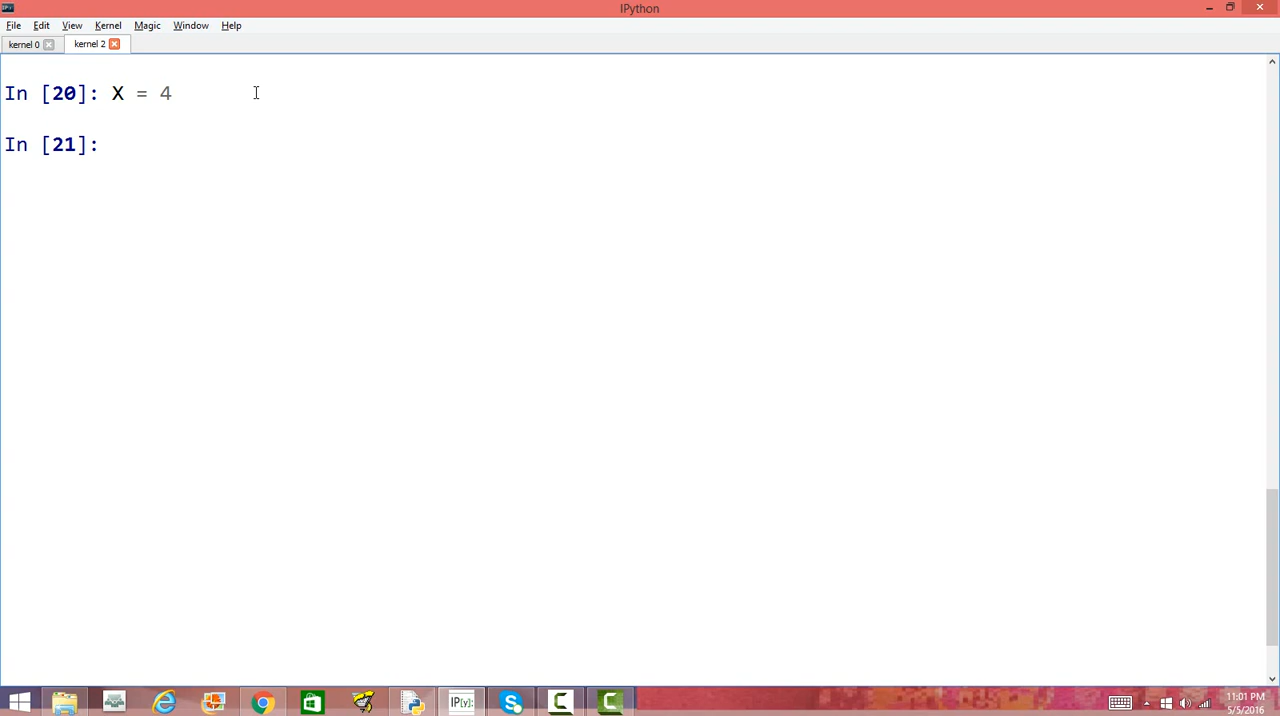 IPython
File Edit View Kernel Magic Window Help
kernel 0 kernel 2
In [20]: X = 4
In [21]:
IP[y]:
11:01 PM
5/5/2016